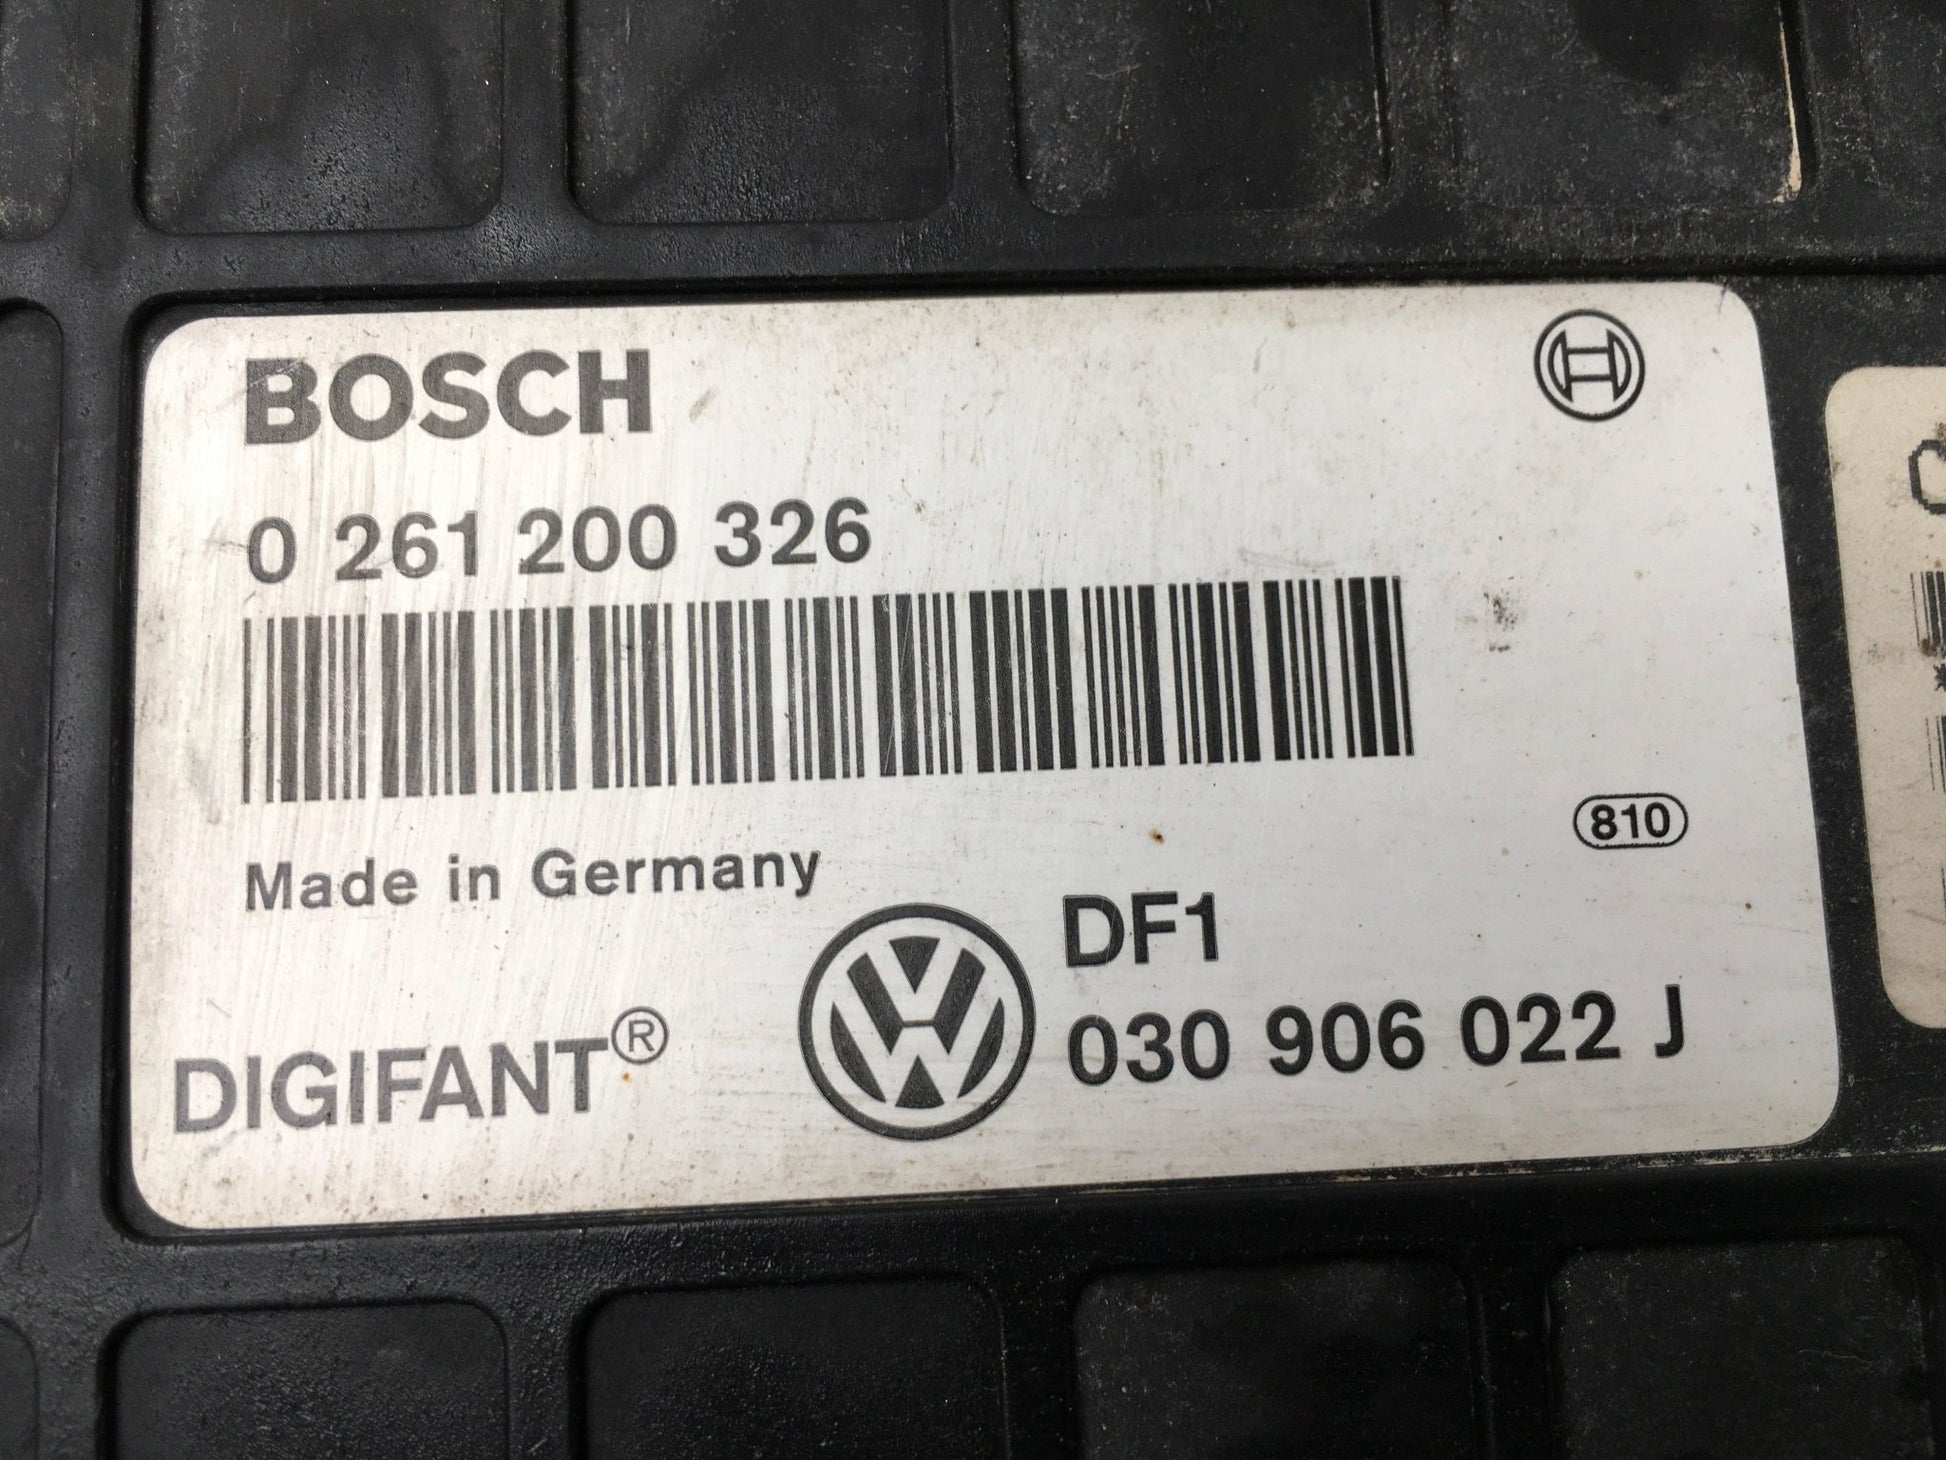 BOSCH
0 261 200 326
Made in Germany
810
DF1
DIGIFANT®
030 906 022 J